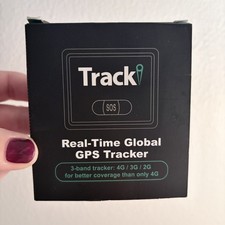 Tracki
SOS
Real-Time Global
GPS Tracker
3-band tracker: 4G / 3G / 2G
for better coverage than only 4G